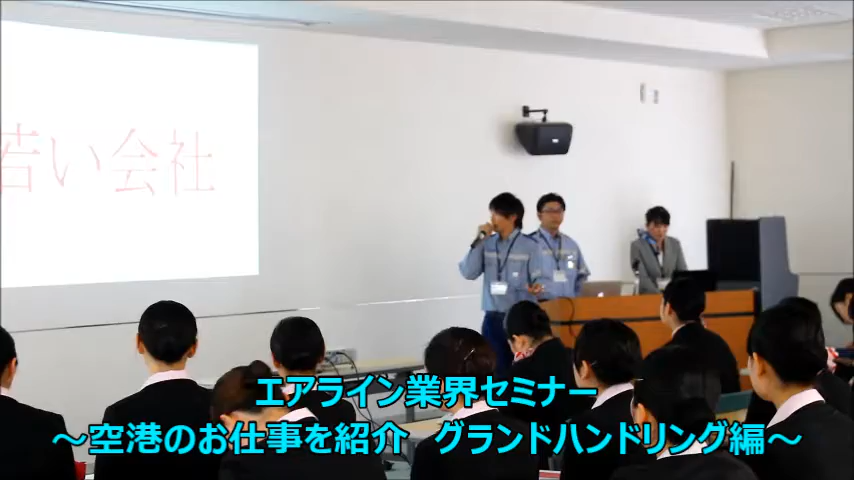 若い会社
エアライン業界セミナー
～空港のお仕事を紹介　グランドハンドリング編～